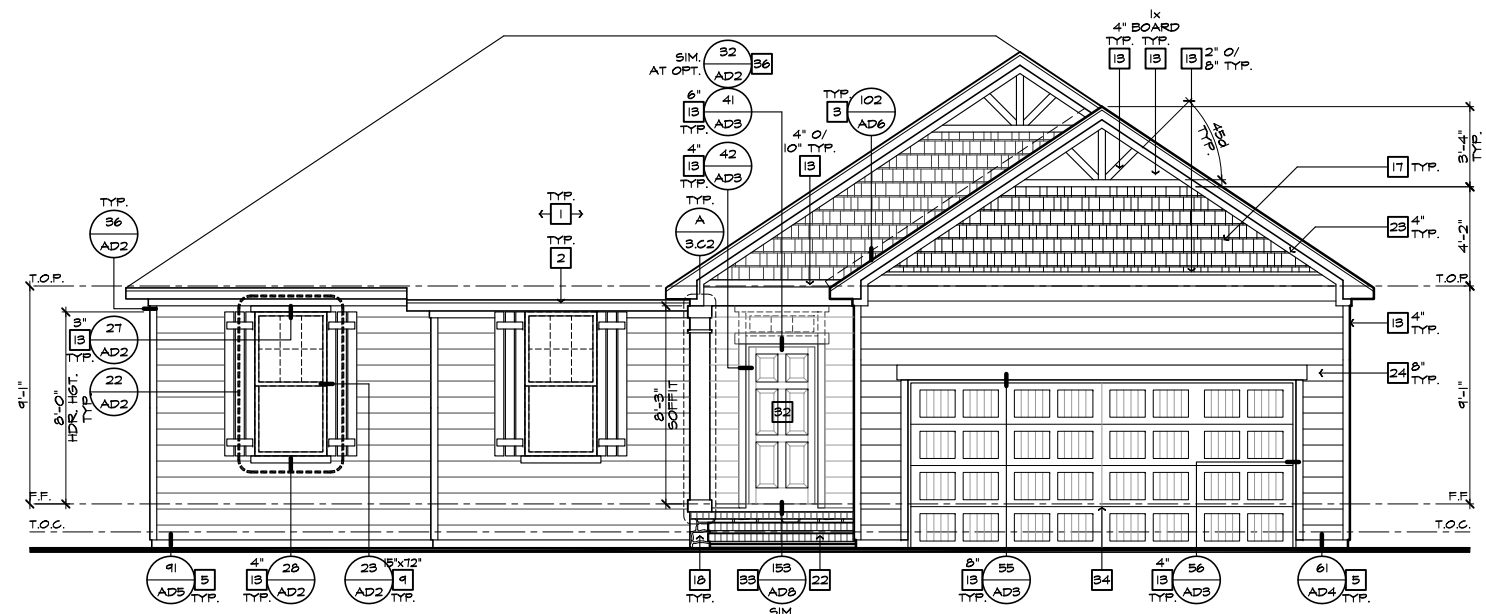 1x
4" BOARD
TYP. TYP.
13 13 13 2" O/
8" TYP.
SIM.
AT OPT.
32
AD2
36
6"
13
TYP.
41
AD3
TYP.
3
102
AD6
4" O/
10" TYP.
13
4"
13
TYP.
42
AD3
45d
TYP.
3'-4"
TYP.
17 TYP.
TYP.
A
3.C2
TYP.
1
TYP.
2
TYP.
36
AD2
23 4"
TYP.
4'-2"
T.O.P.
T.O.P.
3"
13
TYP.
27
AD2
22
AD2
9'-1"
8'-0"
HDR. HGT.
TYP.
8'-3"
SOFFIT
32
13 4"
TYP.
24 8"
TYP.
9'-1"
F.F.
F.F.
T.O.C.
T.O.C.
91
AD5
5
TYP.
4"
13
TYP.
28
AD2
23
AD2
15"x72"
9
TYP.
18
TYP.
33
153
AD8
SIM
22
8"
13
TYP.
55
AD3
34
4"
13
TYP.
56
AD3
61
AD4
5
TYP.